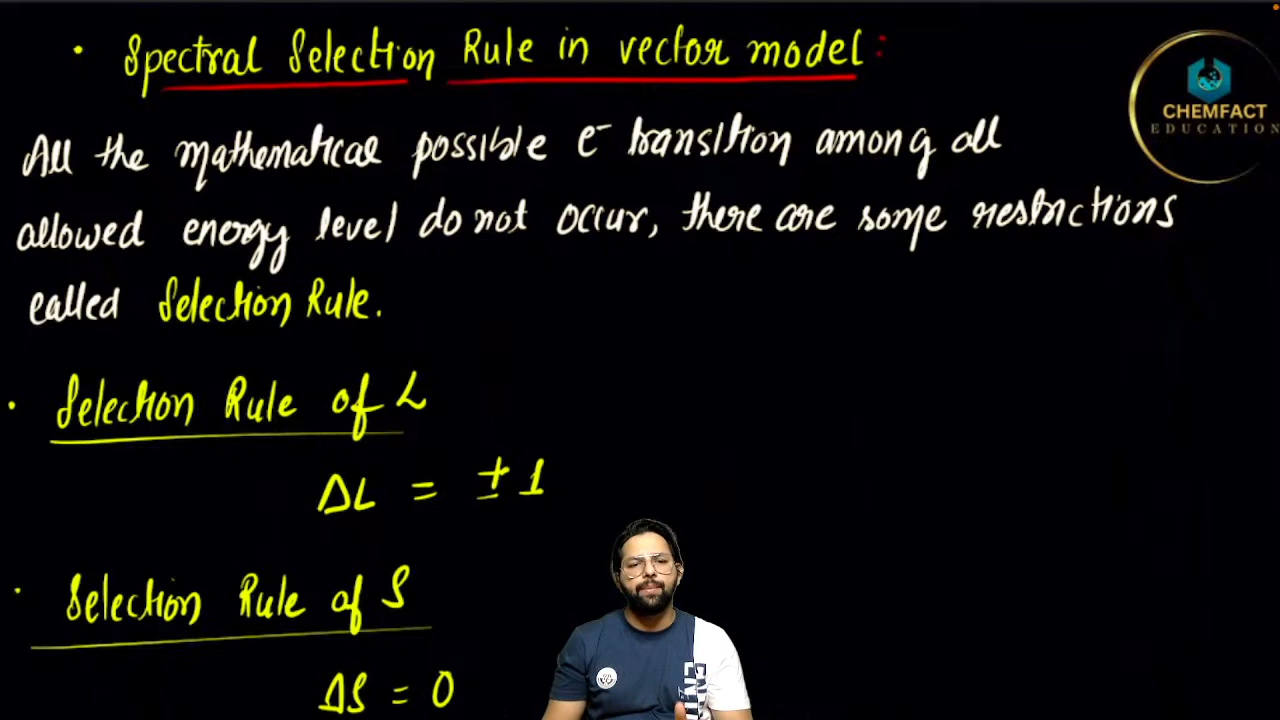 • Spectral Selection Rule in vector model :
CHEMFACT
EDUCATION
All the mathematical possible e⁻ transition among all
allowed energy level do not occur, there are some restrictions
called Selection Rule.
• Selection Rule of L
ΔL = ±1
• Selection Rule of S
ΔS = 0